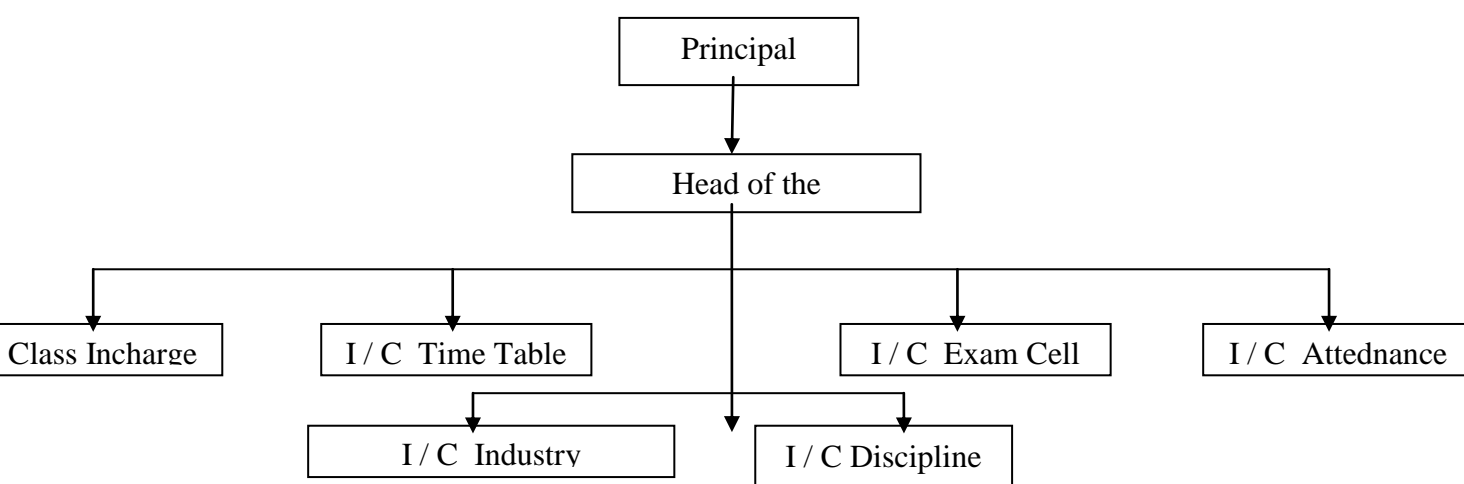 Principal
Head of the
Class Incharge
I / C  Time Table
I / C  Exam Cell
I / C  Attednance
I / C  Industry
I / C Discipline